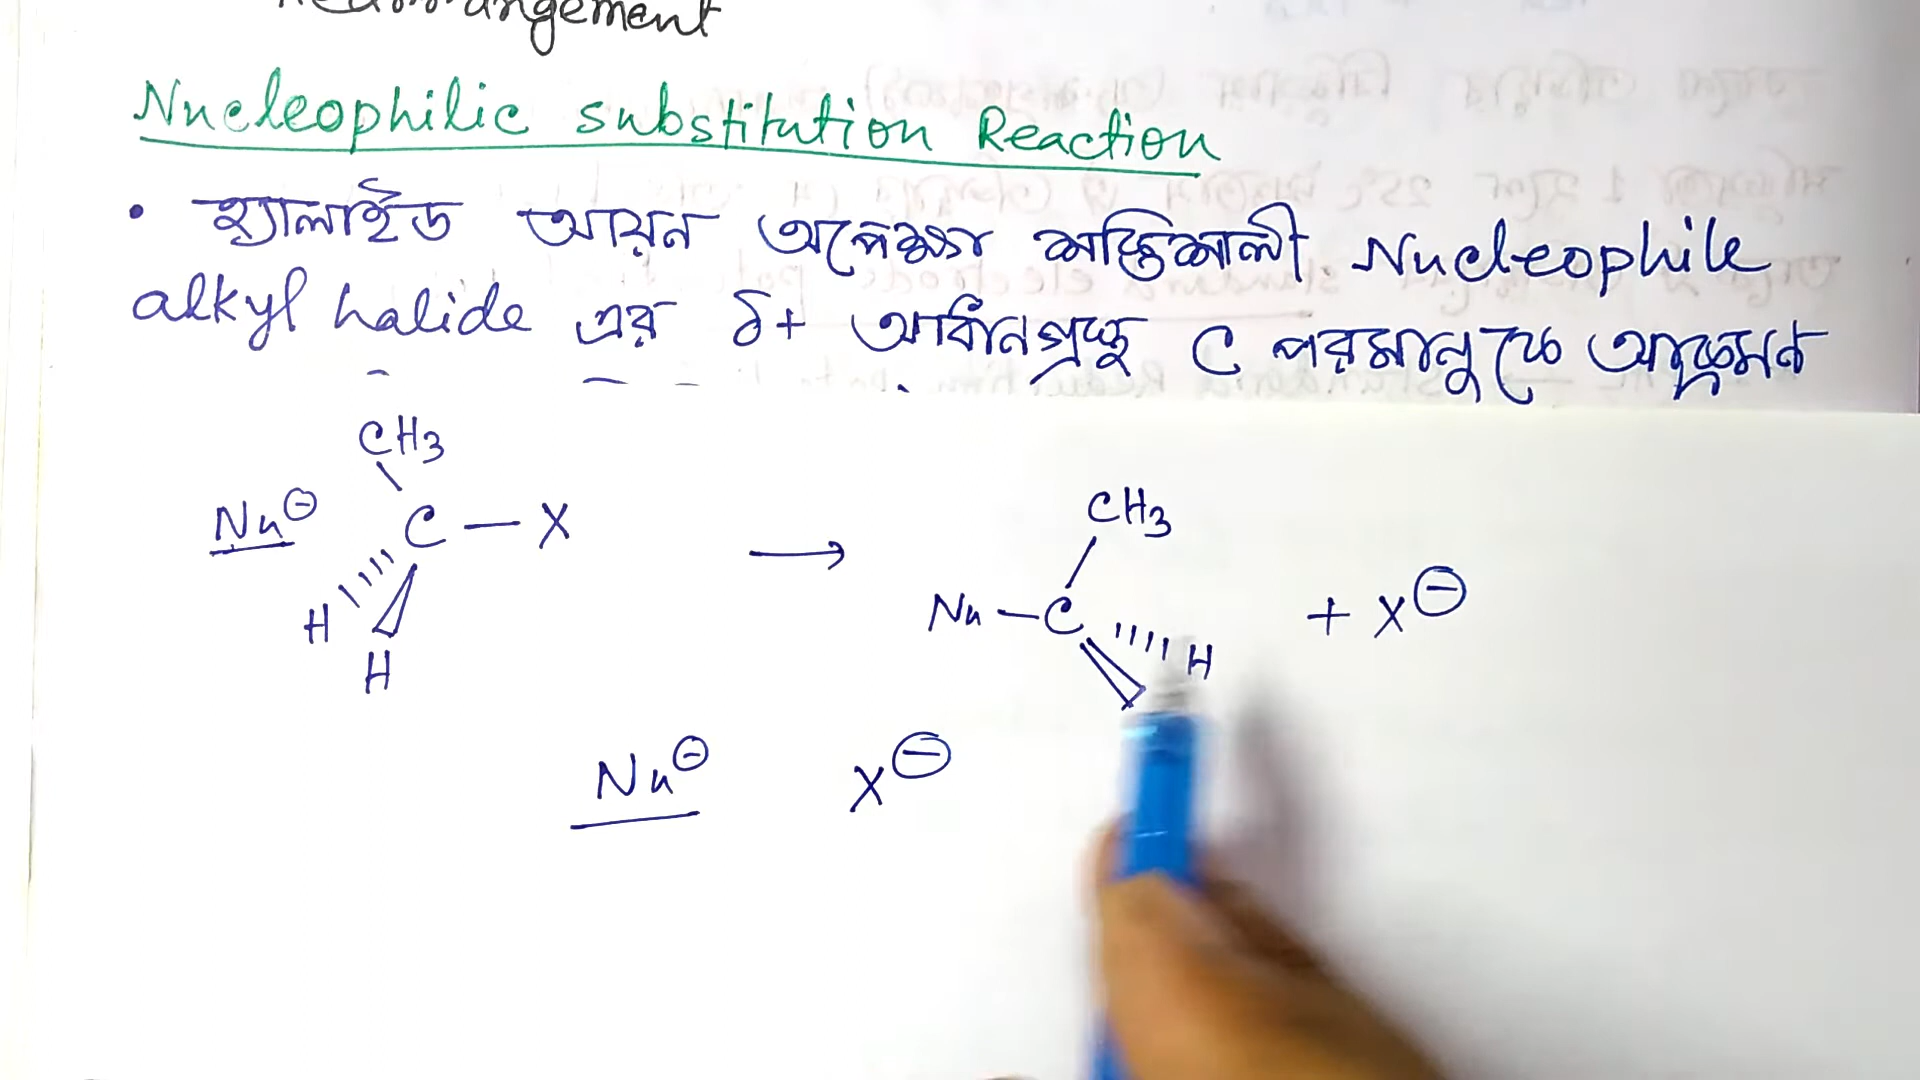 Rearrangement
Nucleophilic substitution Reaction
• হ্যালাইড আয়ন অপেক্ষা শক্তিশালী Nucleophile
alkyl halide এর δ+ আধানগ্রস্থ C পরমানুকে আক্রমণ
CH3
Nu⊖ C — X
H
H
→
CH3
Nu — C
H
+ X⊖
Nu⊖ X⊖